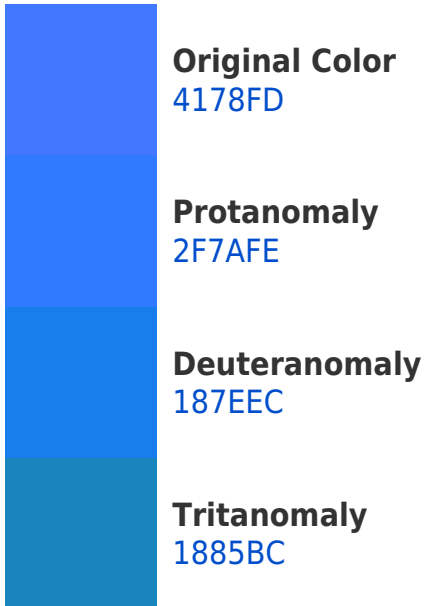 Original Color
4178FD
Protanomaly
2F7AFE
Deuteranomaly
187EEC
Tritanomaly
1885BC